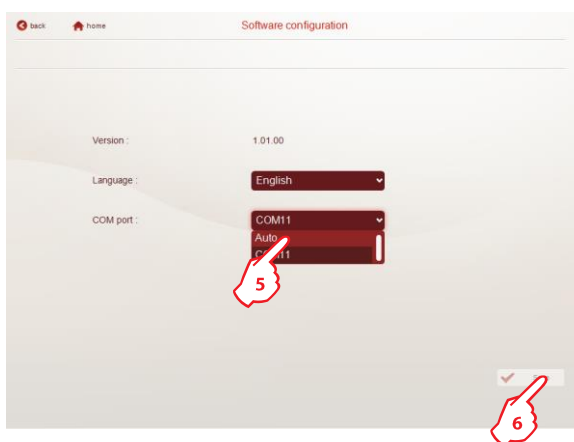 back home Software configuration
Version : 1.01.00
Language : English
COM port : COM11
Auto
5
6